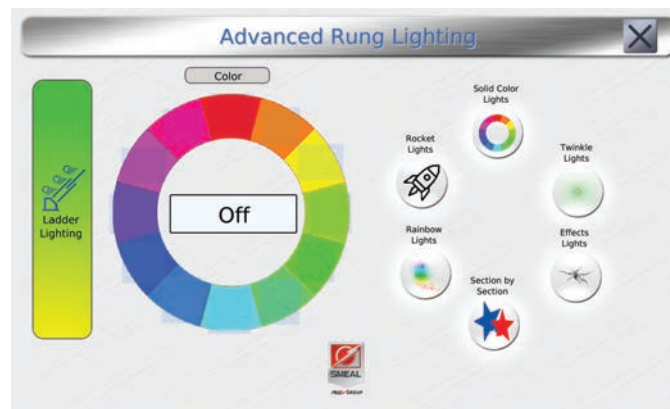 Advanced Rung Lighting
Color
Ladder
Lighting
Off
Solid Color
Lights
Rocket
Lights
Twinkle
Lights
Rainbow
Lights
Effects
Lights
Section by
Section
SMEAL